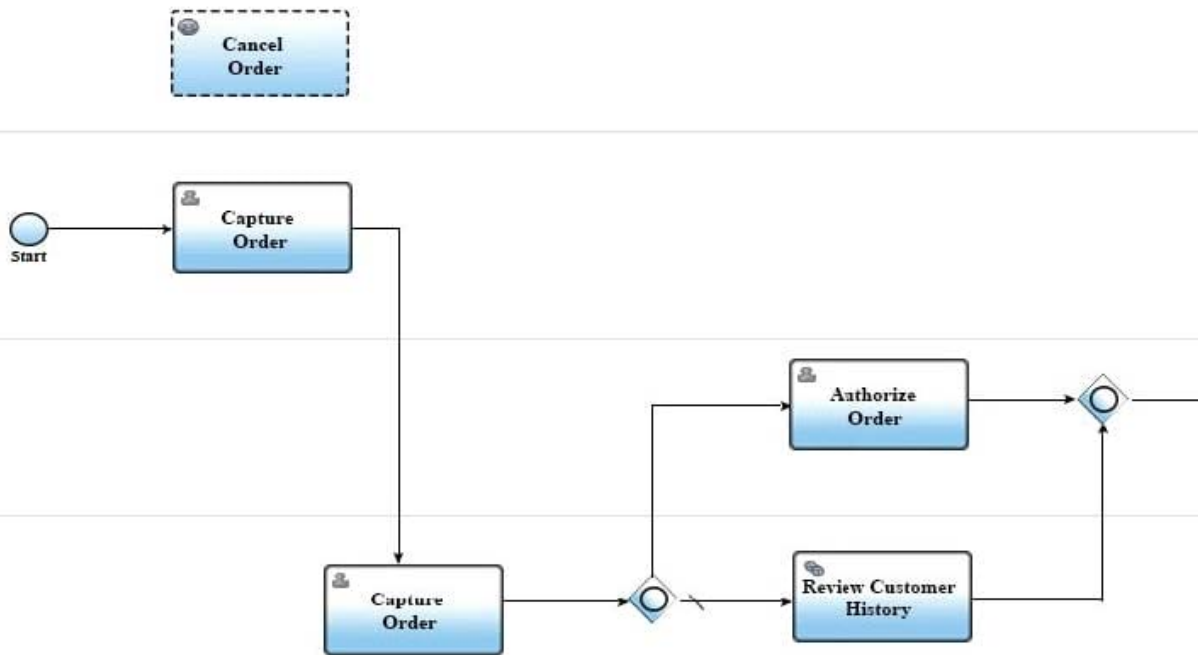 Cancel
Order
Capture
Order
Start
Authorize
Order
Capture
Order
Review Customer
History